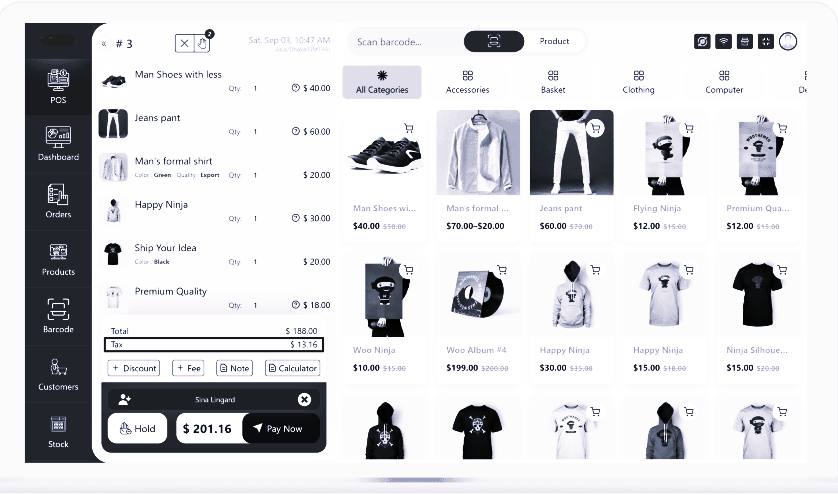 « # 3
2
Sat, Sep 03, 10:47 AM
Scan barcode...
Product
POS
Dashboard
Orders
Products
Barcode
Customers
Stock
Man Shoes with less
Qty: 1 $ 40.00
Jeans pant
Qty: 1 $ 60.00
Man's formal shirt
Color : Green Quality : Export
$ 20.00
Happy Ninja
Qty: 1 $ 30.00
Ship Your Idea
Color : Black
Qty: 1 $ 20.00
Premium Quality
Qty: 1 $ 18.00
Total $ 188.00
Tax $ 13.16
+ Discount + Fee Note Calculator
Sina Lingard
Hold $ 201.16 Pay Now
All Categories Accessories Basket Clothing Computer De
Man Shoes wi... Man's formal ... Jeans pant Flying Ninja Premium Qua...
$40.00 $50.00 $70.00–$20.00 $60.00 $70.00 $12.00 $15.00 $12.00 $15.00
Woo Ninja Woo Album #4 Happy Ninja Happy Ninja Ninja Silhoue...
$10.00 $15.00 $199.00 $200.00 $30.00 $35.00 $15.00 $18.00 $15.00 $20.00